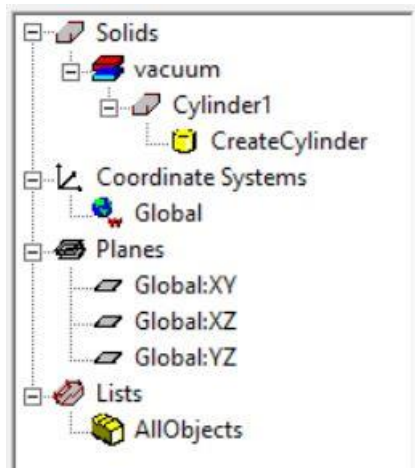 Solids
vacuum
Cylinder1
CreateCylinder
Coordinate Systems
Global
Planes
Global:XY
Global:XZ
Global:YZ
Lists
AllObjects